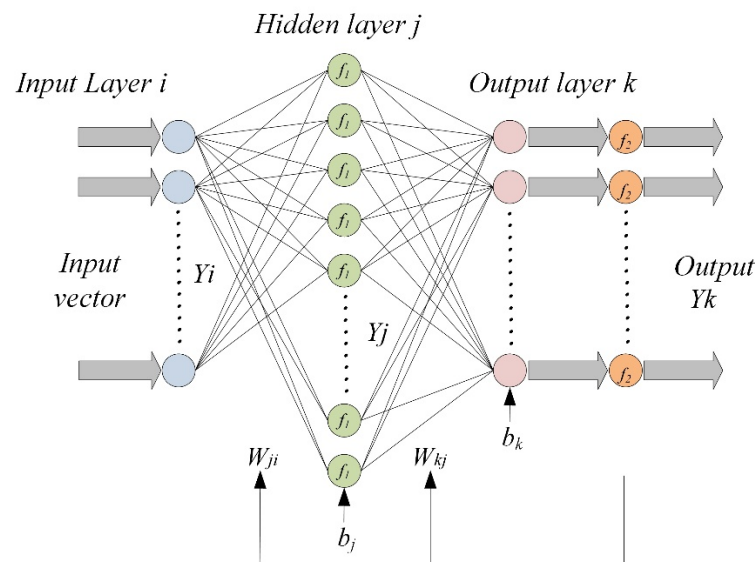 Hidden layer j
Input Layer i
Output layer k
f1
f1
f1
f1
f1
f1
f1
f2
f2
f2
Input
vector
Yi
Yj
Output
Yk
Wji
Wkj
bk
bj